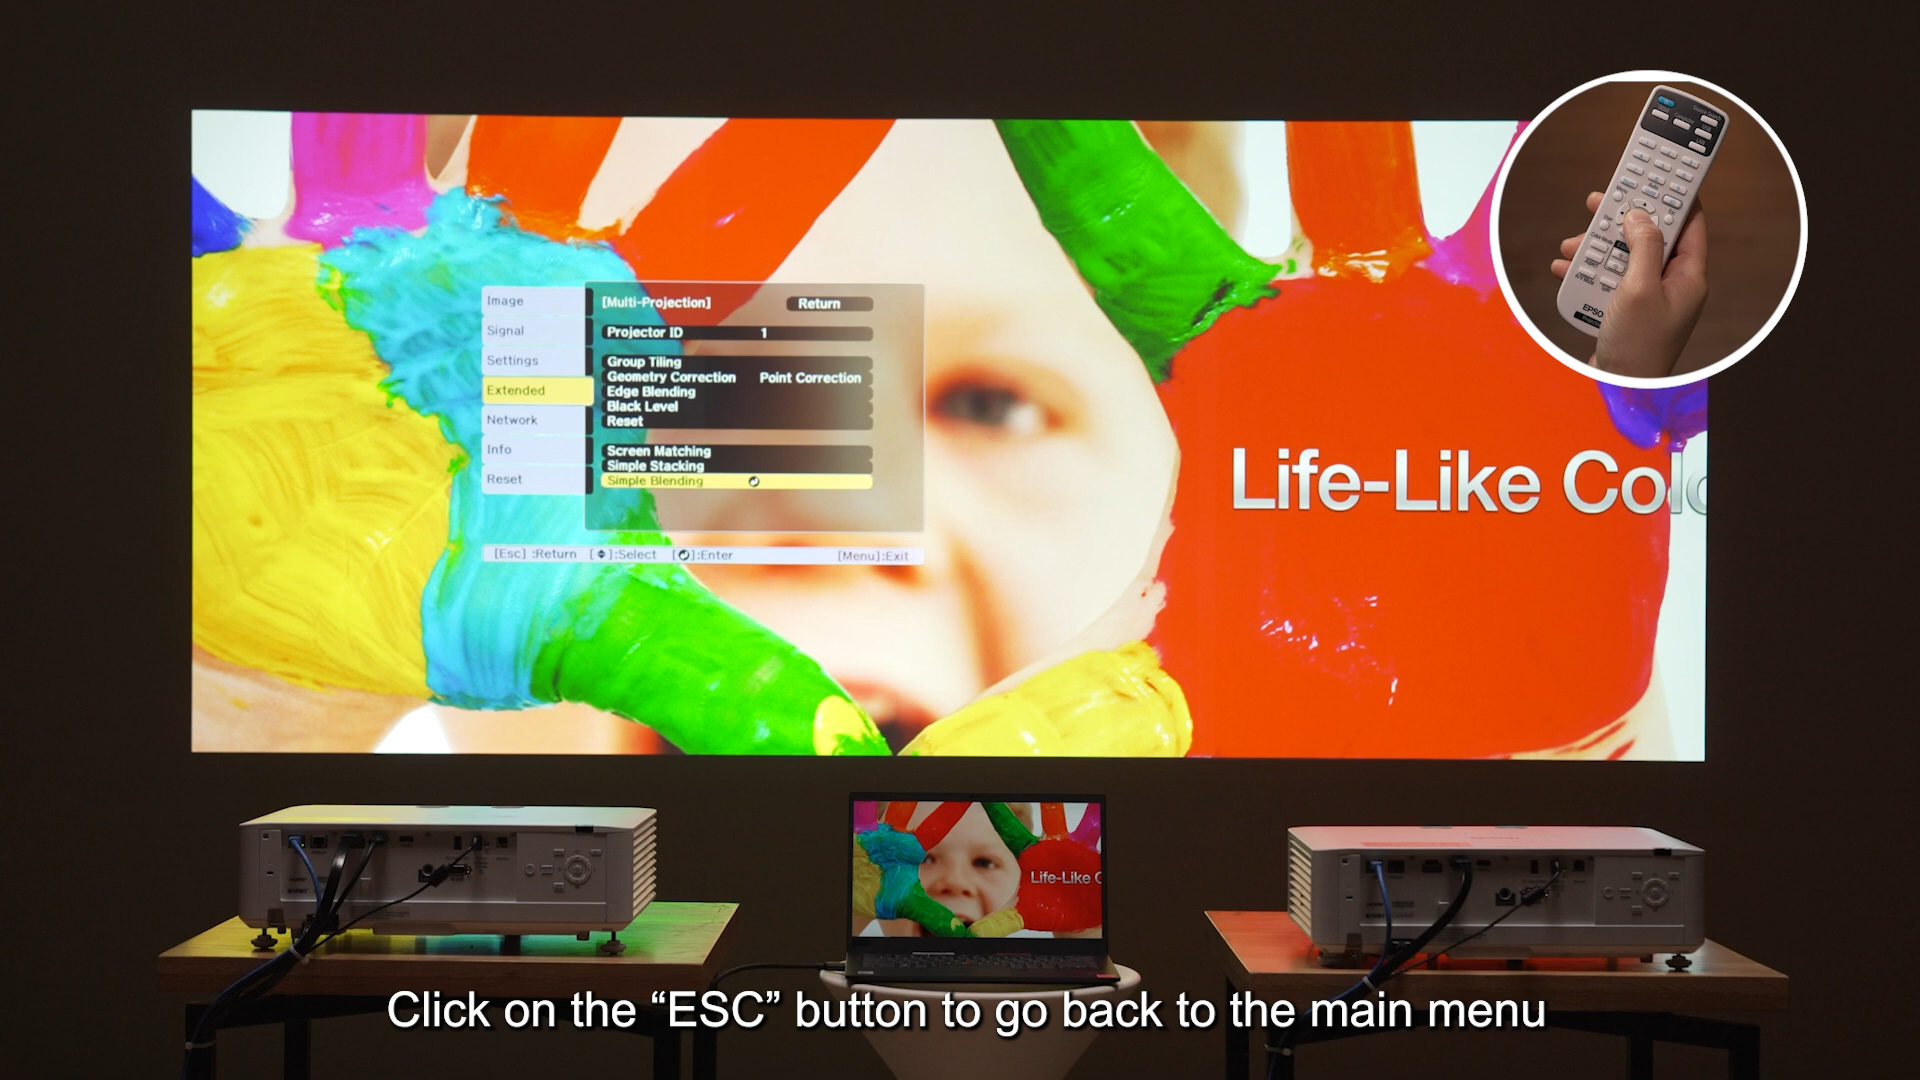 Image
Signal
Settings
Extended
Network
Info
Reset
[Multi-Projection] Return
Projector ID 1
Group Tiling
Geometry Correction Point Correction
Edge Blending
Black Level
Reset
Screen Matching
Simple Stacking
Simple Blending
[Esc] :Return [ ]:Select [ ]:Enter [Menu]:Exit
Life-Like Colo
Life-Like C
Click on the “ESC” button to go back to the main menu